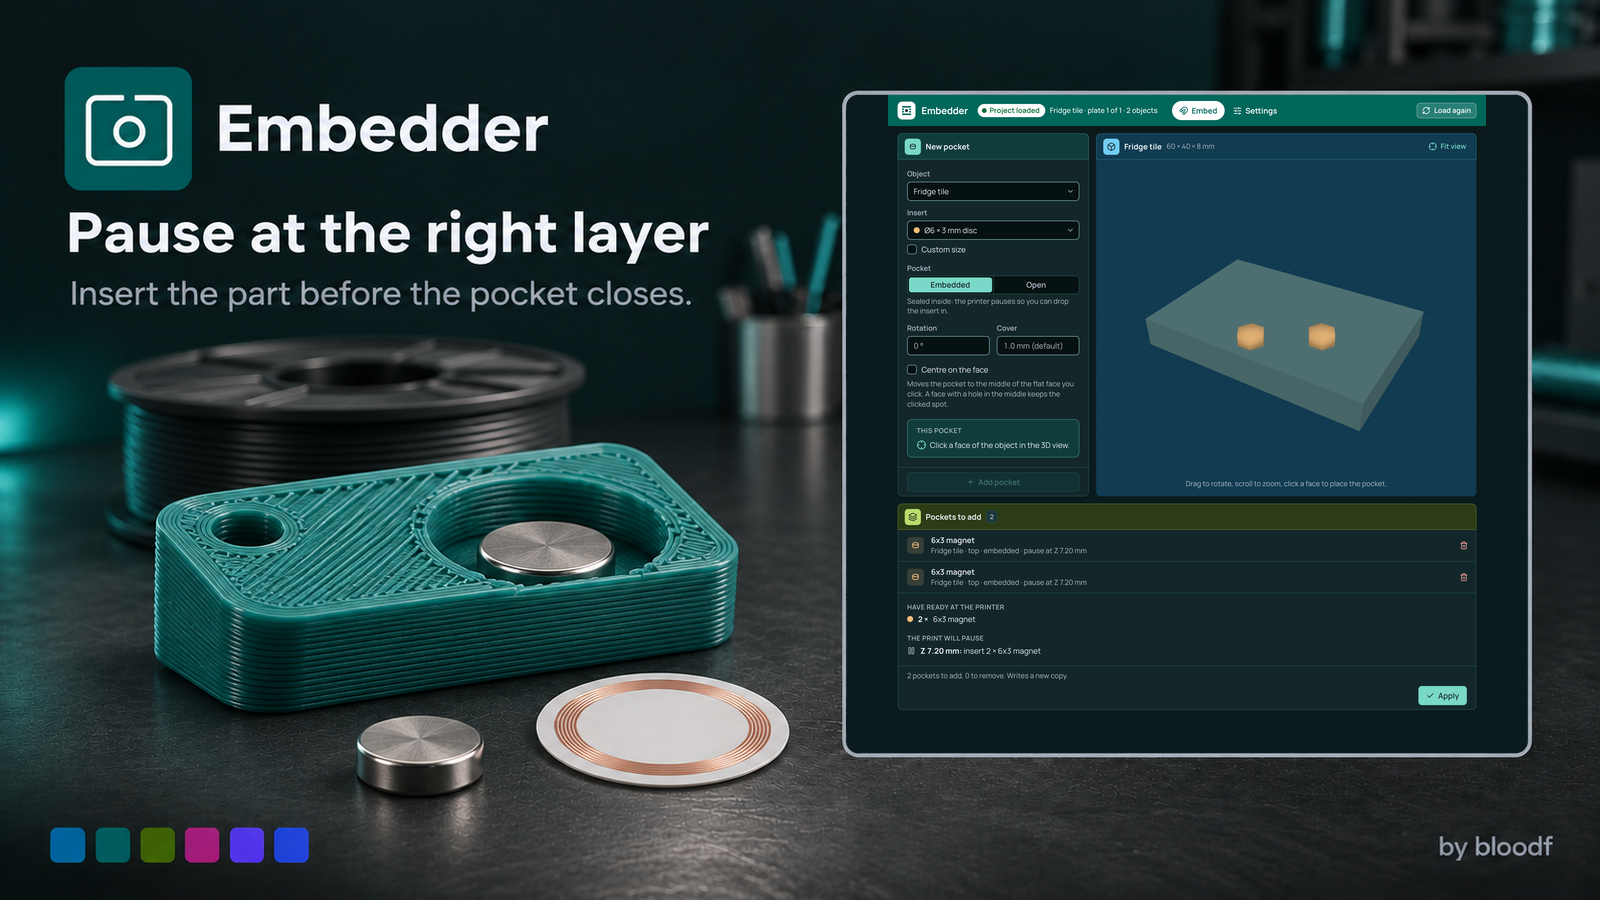 Embedder
Pause at the right layer
Insert the part before the pocket closes.
Embedder
Project loaded
Fridge tile · plate 1 of 1 · 2 objects
Embed
Settings
Load again
New pocket
Object
Fridge tile
Insert
Ø6 × 3 mm disc
Custom size
Pocket
Embedded
Open
Sealed inside: the printer pauses so you can drop
the insert in.
Rotation
Cover
0 °
1.0 mm (default)
Centre on the face
Moves the pocket to the middle of the flat face you
click. A face with a hole in the middle keeps the
clicked spot.
THIS POCKET
Click a face of the object in the 3D view.
+ Add pocket
Fridge tile 60 × 40 × 8 mm
Fit view
Drag to rotate, scroll to zoom, click a face to place the pocket.
Pockets to add 2
6x3 magnet
Fridge tile · top · embedded · pause at Z 7.20 mm
6x3 magnet
Fridge tile · top · embedded · pause at Z 7.20 mm
HAVE READY AT THE PRINTER
2 × 6x3 magnet
THE PRINT WILL PAUSE
Z 7.20 mm: insert 2 × 6x3 magnet
2 pockets to add, 0 to remove. Writes a new copy.
Apply
by bloodf